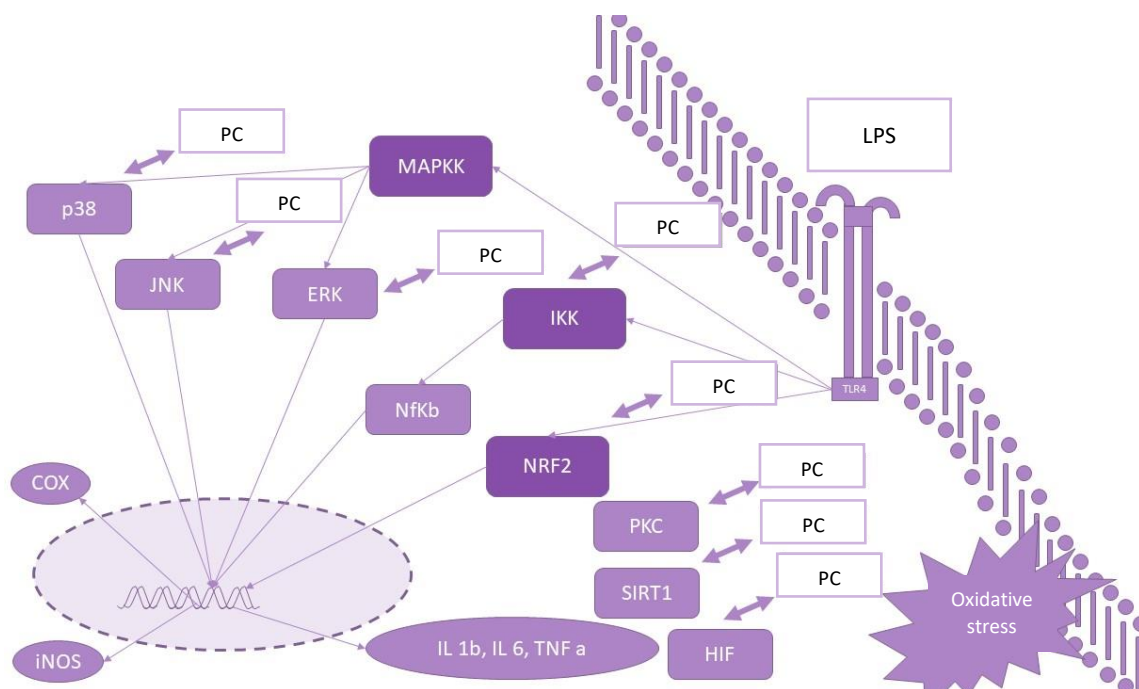 LPS
PC
MAPKK
p38
PC
PC
PC
JNK
ERK
IKK
PC
TLR4
NfKb
NRF2
PC
COX
PKC
PC
SIRT1
PC
Oxidative
stress
IL 1b, IL 6, TNF a
HIF
iNOS